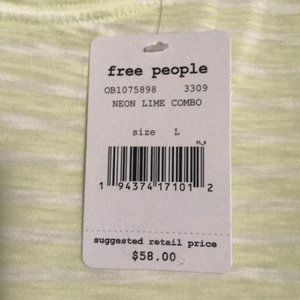 free people
OB1075898 3309
NEON LIME COMBO
size L
1 94374 17101 2
suggested retail price
$58.00